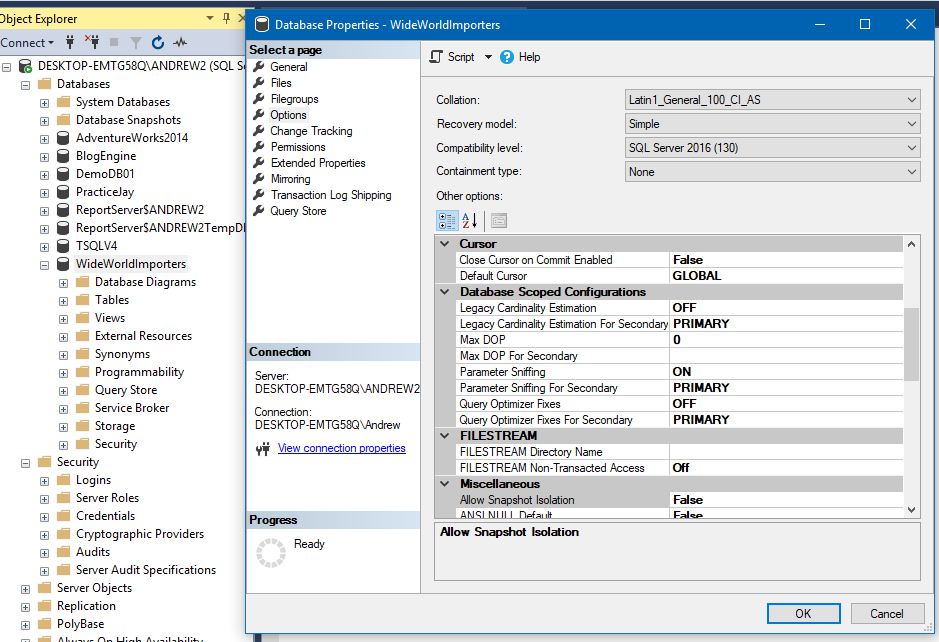 Object Explorer
Connect
DESKTOP-EMTG58Q\ANDREW2 (SQL Se
Databases
System Databases
Database Snapshots
AdventureWorks2014
BlogEngine
DemoDB01
PracticeJay
ReportServer$ANDREW2
ReportServer$ANDREW2TempDB
TSQLV4
WideWorldImporters
Database Diagrams
Tables
Views
External Resources
Synonyms
Programmability
Query Store
Service Broker
Storage
Security
Security
Logins
Server Roles
Credentials
Cryptographic Providers
Audits
Server Audit Specifications
Server Objects
Replication
PolyBase
Always On High Availability
Database Properties - WideWorldImporters
Select a page
General
Files
Filegroups
Options
Change Tracking
Permissions
Extended Properties
Mirroring
Transaction Log Shipping
Query Store
Connection
Server:
DESKTOP-EMTG58Q\ANDREW2
Connection:
DESKTOP-EMTG58Q\Andrew
View connection properties
Progress
Ready
Script ? Help
Collation: Latin1_General_100_CI_AS
Recovery model: Simple
Compatibility level: SQL Server 2016 (130)
Containment type: None
Other options:
Cursor
Close Cursor on Commit Enabled False
Default Cursor GLOBAL
Database Scoped Configurations
Legacy Cardinality Estimation OFF
Legacy Cardinality Estimation For Secondary PRIMARY
Max DOP 0
Max DOP For Secondary
Parameter Sniffing ON
Parameter Sniffing For Secondary PRIMARY
Query Optimizer Fixes OFF
Query Optimizer Fixes For Secondary PRIMARY
FILESTREAM
FILESTREAM Directory Name
FILESTREAM Non-Transacted Access Off
Miscellaneous
Allow Snapshot Isolation False
ANSI NULL Default False
Allow Snapshot Isolation
OK Cancel